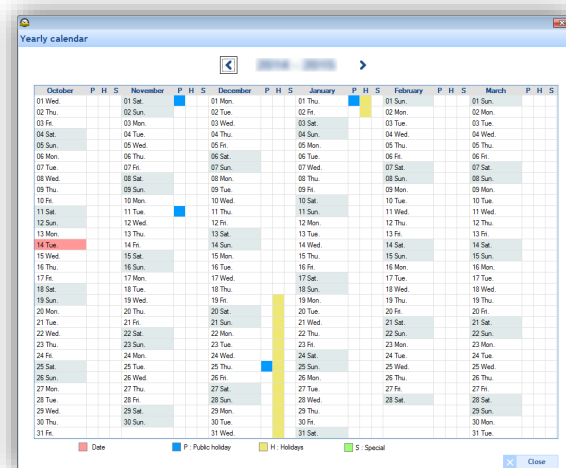 Yearly calendar
October P H S November P H S December P H S January P H S February P H S March P H S
01 Wed. 01 Sat. 01 Mon. 01 Thu. 01 Sun. 01 Sun.
02 Thu. 02 Sun. 02 Tue. 02 Fri. 02 Mon. 02 Mon.
03 Fri. 03 Mon. 03 Wed. 03 Sat. 03 Tue. 03 Tue.
04 Sat. 04 Tue. 04 Thu. 04 Sun. 04 Wed. 04 Wed.
05 Sun. 05 Wed. 05 Fri. 05 Mon. 05 Thu. 05 Thu.
06 Mon. 06 Thu. 06 Sat. 06 Tue. 06 Fri. 06 Fri.
07 Tue. 07 Fri. 07 Sun. 07 Wed. 07 Sat. 07 Sat.
08 Wed. 08 Sat. 08 Mon. 08 Thu. 08 Sun. 08 Sun.
09 Thu. 09 Sun. 09 Tue. 09 Fri. 09 Mon. 09 Mon.
10 Fri. 10 Mon. 10 Wed. 10 Sat. 10 Tue. 10 Tue.
11 Sat. 11 Tue. 11 Thu. 11 Sun. 11 Wed. 11 Wed.
12 Sun. 12 Wed. 12 Fri. 12 Mon. 12 Thu. 12 Thu.
13 Mon. 13 Thu. 13 Sat. 13 Tue. 13 Fri. 13 Fri.
14 Tue. 14 Fri. 14 Sun. 14 Wed. 14 Sat. 14 Sat.
15 Wed. 15 Sat. 15 Mon. 15 Thu. 15 Sun. 15 Sun.
16 Thu. 16 Sun. 16 Tue. 16 Fri. 16 Mon. 16 Mon.
17 Fri. 17 Mon. 17 Wed. 17 Sat. 17 Tue. 17 Tue.
18 Sat. 18 Tue. 18 Thu. 18 Sun. 18 Wed. 18 Wed.
19 Sun. 19 Wed. 19 Fri. 19 Mon. 19 Thu. 19 Thu.
20 Mon. 20 Thu. 20 Sat. 20 Tue. 20 Fri. 20 Fri.
21 Tue. 21 Fri. 21 Sun. 21 Wed. 21 Sat. 21 Sat.
22 Wed. 22 Sat. 22 Mon. 22 Thu. 22 Sun. 22 Sun.
23 Thu. 23 Sun. 23 Tue. 23 Fri. 23 Mon. 23 Mon.
24 Fri. 24 Mon. 24 Wed. 24 Sat. 24 Tue. 24 Tue.
25 Sat. 25 Tue. 25 Thu. 25 Sun. 25 Wed. 25 Wed.
26 Sun. 26 Wed. 26 Fri. 26 Mon. 26 Thu. 26 Thu.
27 Mon. 27 Thu. 27 Sat. 27 Tue. 27 Fri. 27 Fri.
28 Tue. 28 Fri. 28 Sun. 28 Wed. 28 Sat. 28 Sat.
29 Wed. 29 Sat. 29 Mon. 29 Thu. 29 Sun.
30 Thu. 30 Sun. 30 Tue. 30 Fri. 30 Mon.
31 Fri. 31 Wed. 31 Sat. 31 Tue.
Date P : Public holiday H : Holidays S : Special
Close